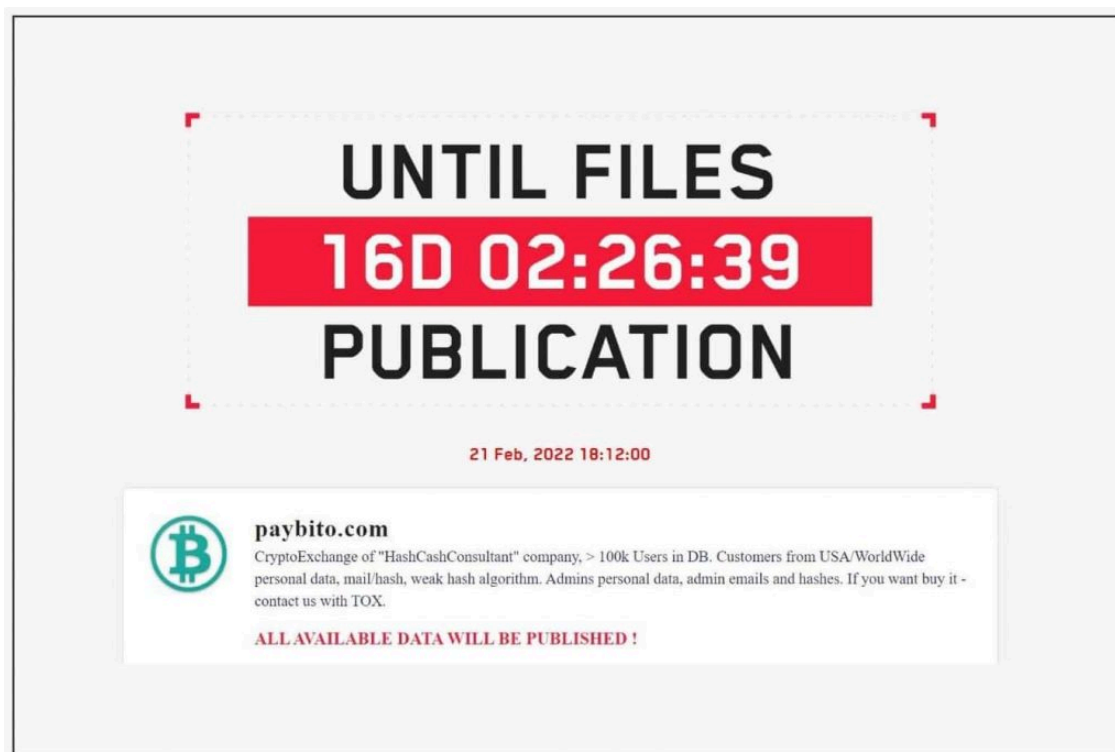 UNTIL FILES
16D 02:26:39
PUBLICATION
21 Feb, 2022 18:12:00
paybito.com
CryptoExchange of "HashCashConsultant" company, > 100k Users in DB. Customers from USA/WorldWide
personal data, mail/hash, weak hash algorithm. Admins personal data, admin emails and hashes. If you want buy it -
contact us with TOX.
ALL AVAILABLE DATA WILL BE PUBLISHED !